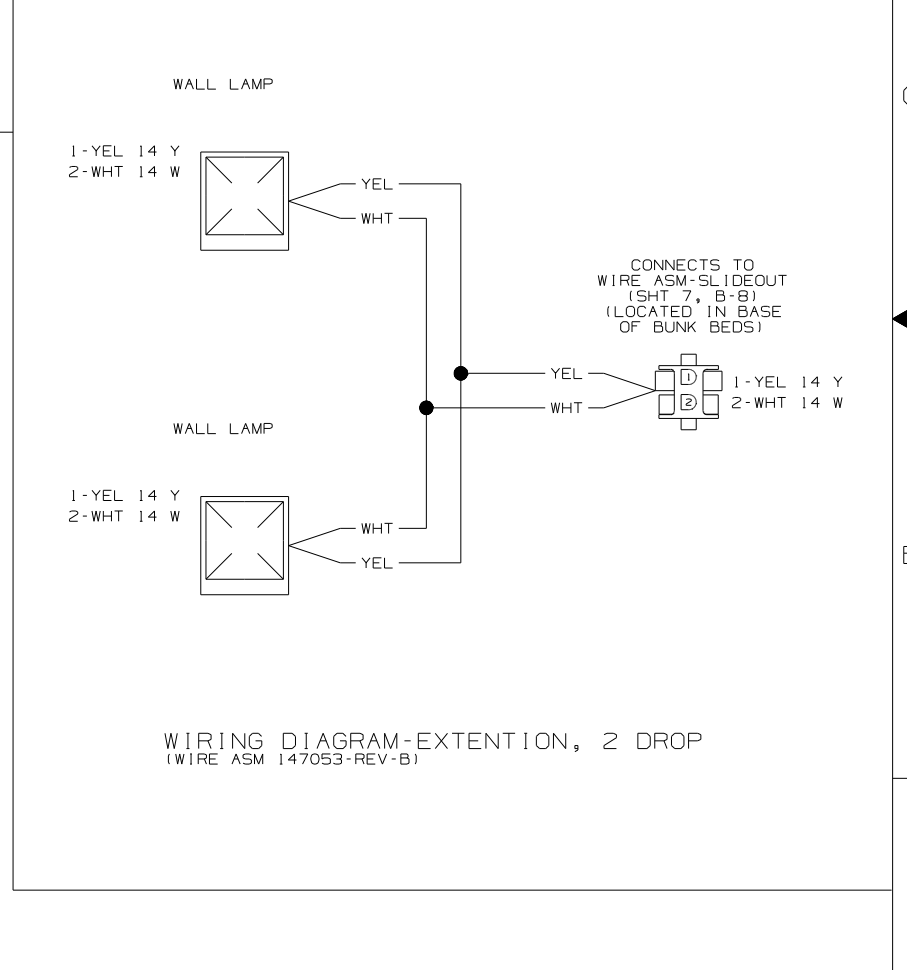 WALL LAMP
1-YEL 14 Y
2-WHT 14 W
YEL
WHT
CONNECTS TO
WIRE ASM-SLIDEOUT
(SHT 7, B-8)
(LOCATED IN BASE
OF BUNK BEDS)
YEL
WHT
1
2
1-YEL 14 Y
2-WHT 14 W
WALL LAMP
1-YEL 14 Y
2-WHT 14 W
WHT
YEL
WIRING DIAGRAM-EXTENTION, 2 DROP
(WIRE ASM 147053-REV-B)